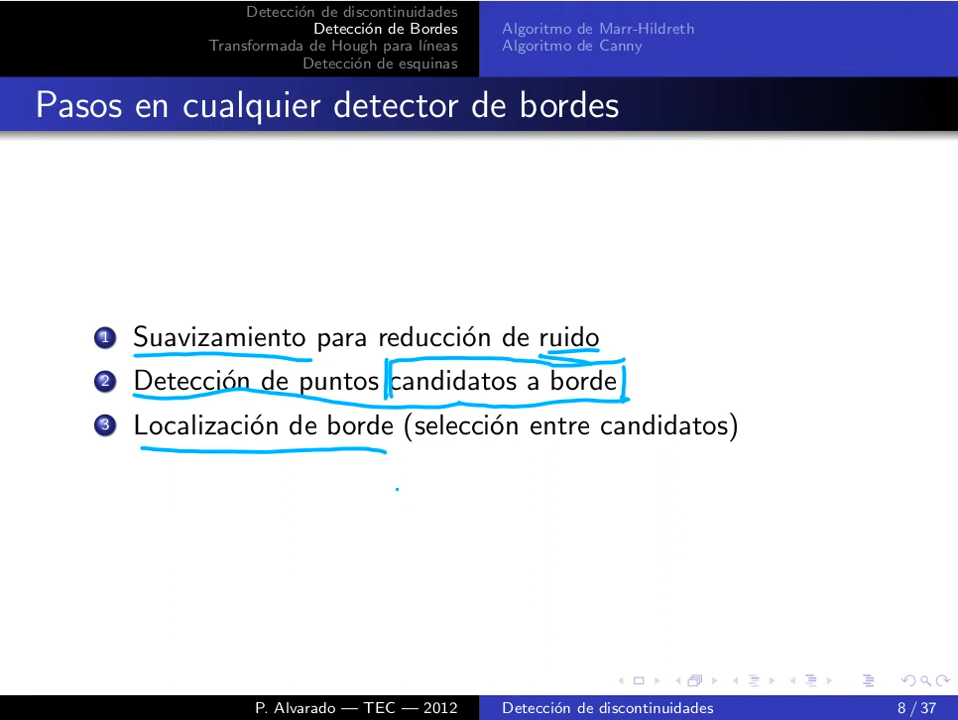 Detección de discontinuidades
Detección de Bordes
Transformada de Hough para líneas
Detección de esquinas
Algoritmo de Marr-Hildreth
Algoritmo de Canny
Pasos en cualquier detector de bordes
1 Suavizamiento para reducción de ruido
2 Detección de puntos candidatos a borde
3 Localización de borde (selección entre candidatos)
P. Alvarado — TEC — 2012
Detección de discontinuidades
8 / 37